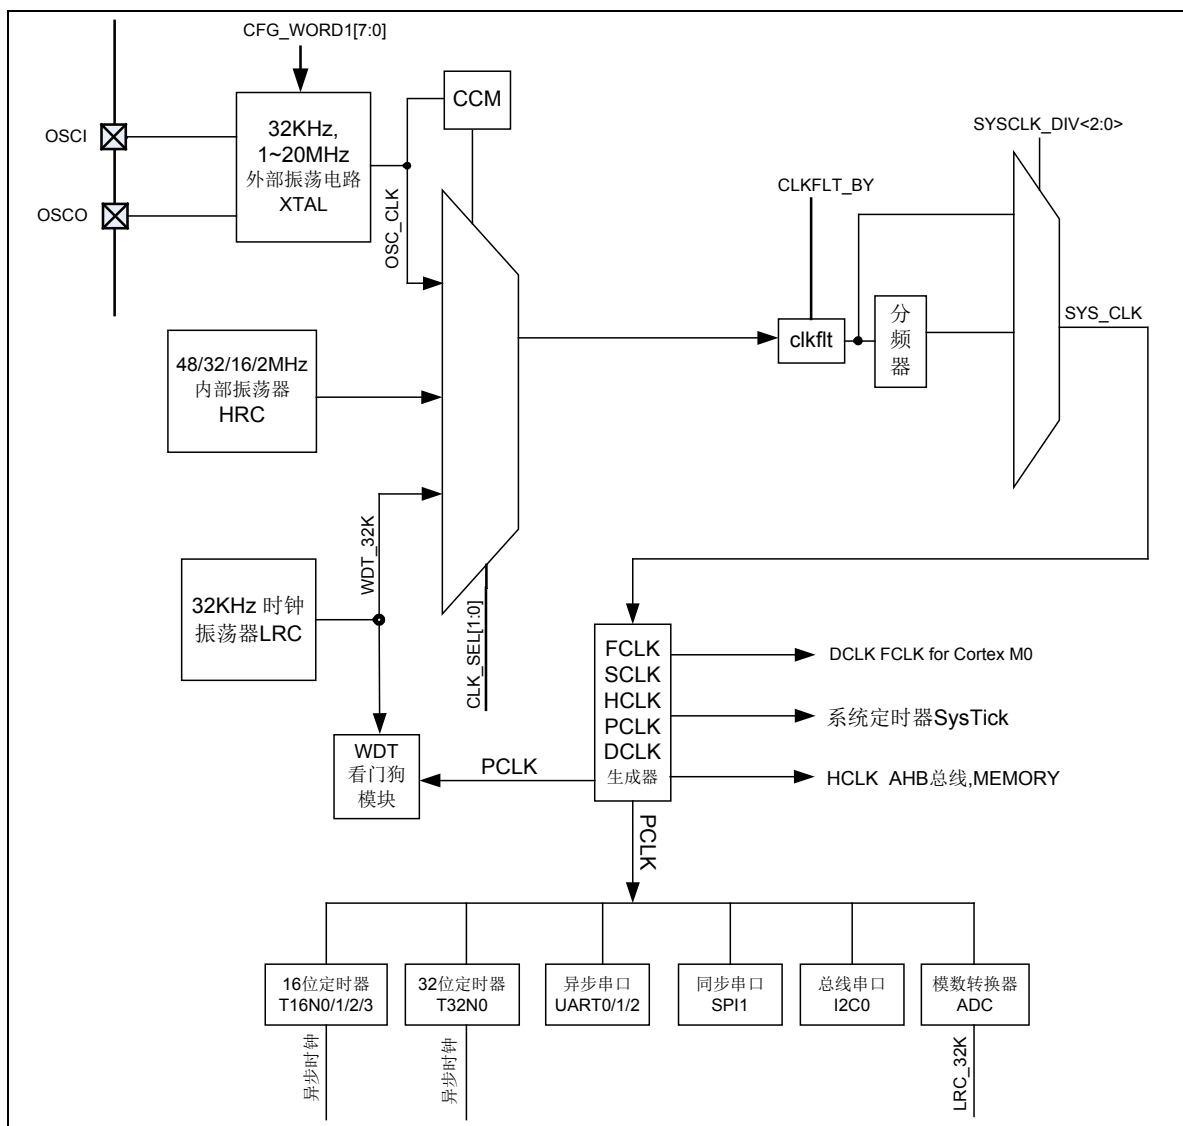 CFG_WORD1[7:0]
OSCI
OSCO
32KHz,
1~20MHz
外部振荡电路
XTAL
CCM
OSC_CLK
SYSCLK_DIV<2:0>
CLKFLT_BY
clkflt
分
频
器
SYS_CLK
48/32/16/2MHz
内部振荡器
HRC
WDT_32K
32KHz 时钟
振荡器LRC
CLK_SEL[1:0]
FCLK
SCLK
HCLK
PCLK
DCLK
生成器
DCLK FCLK for Cortex M0
系统定时器SysTick
HCLK AHB总线,MEMORY
WDT
看门狗
模块
PCLK
PCLK
16位定时器
T16N0/1/2/3
32位定时器
T32N0
异步串口
UART0/1/2
同步串口
SPI1
总线串口
I2C0
模数转换器
ADC
异步时钟
异步时钟
LRC_32K